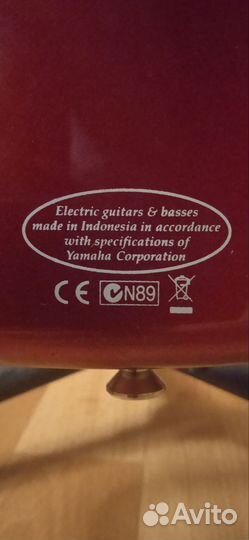 Electric guitars & basses
made in Indonesia in accordance
with specifications of
Yamaha Corporation
CE N89
Avito